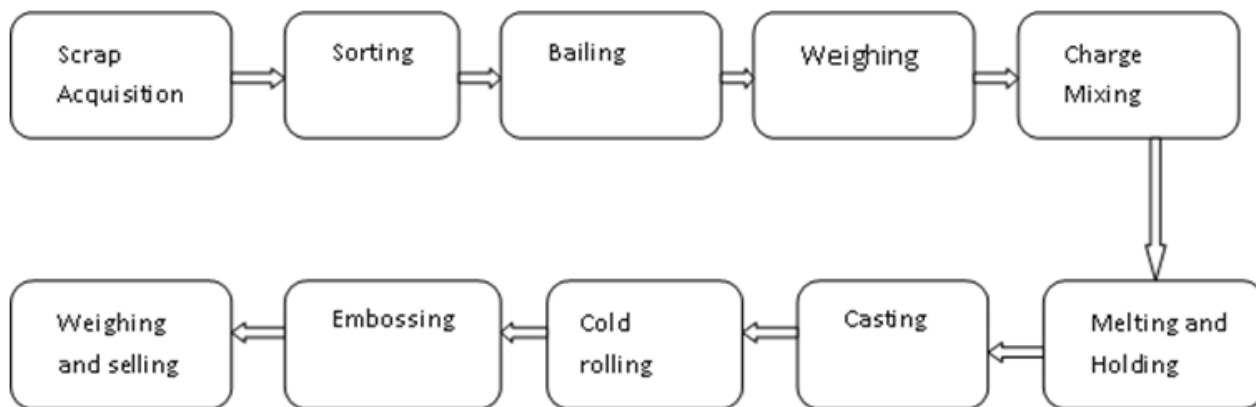 Scrap
Acquisition
Sorting
Bailing
Weighing
Charge
Mixing
Melting and
Holding
Casting
Cold
rolling
Embossing
Weighing
and selling